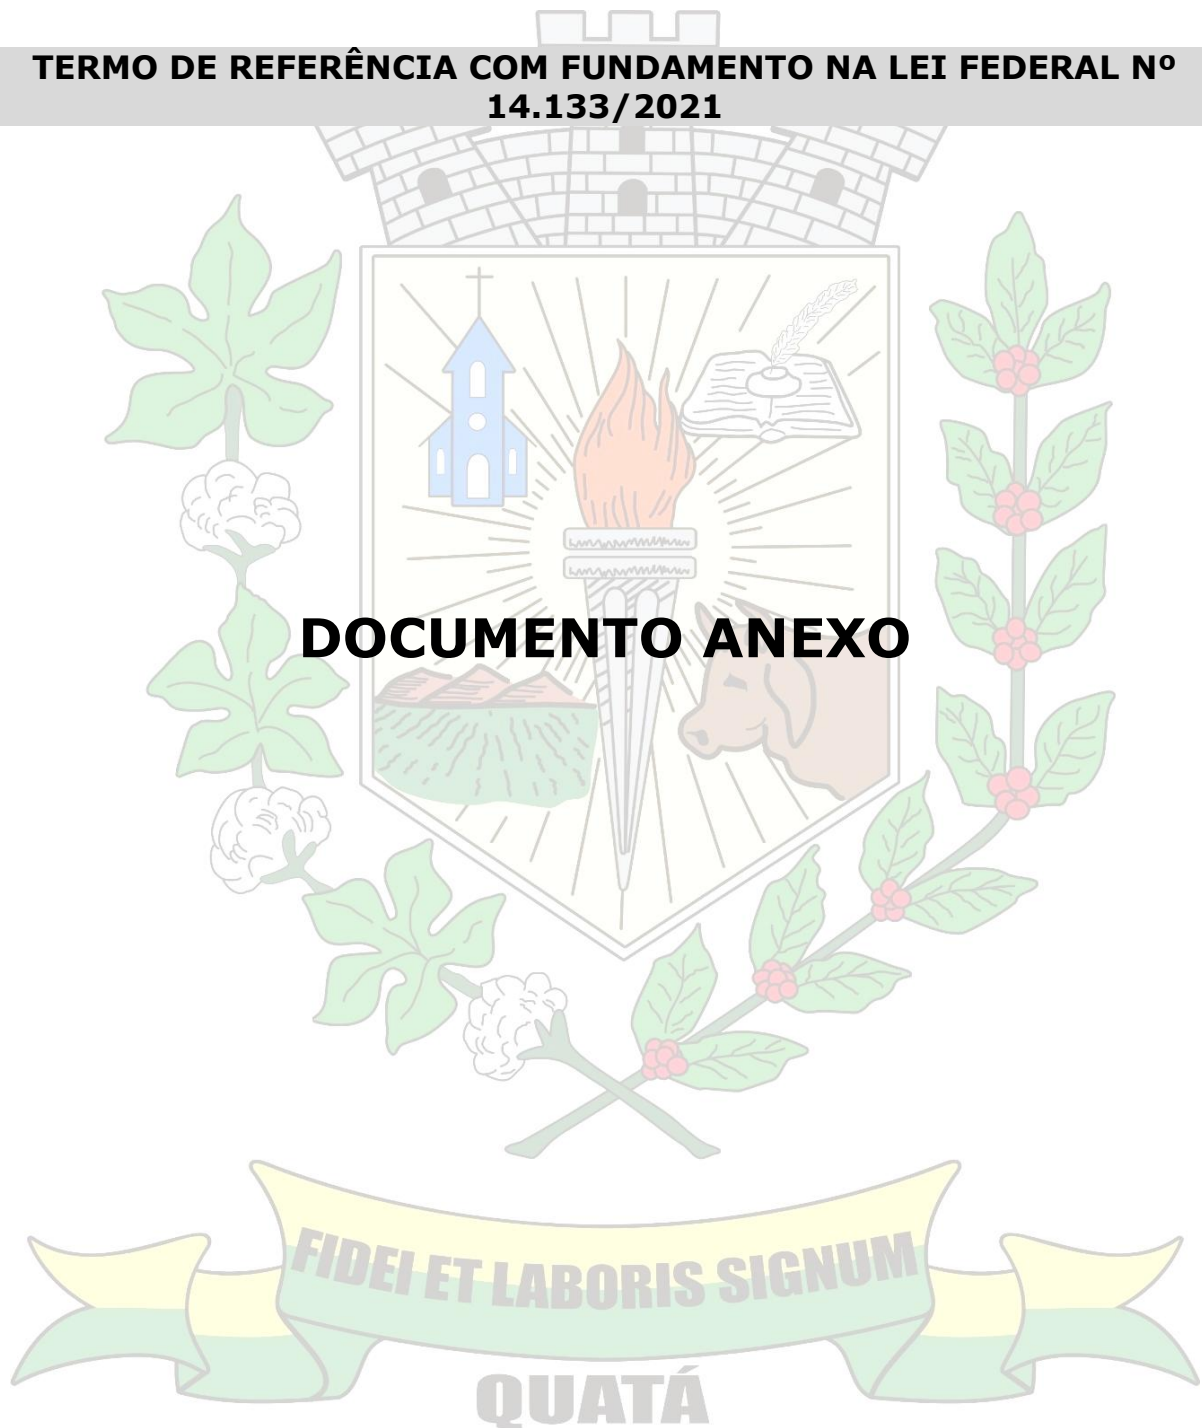 TERMO DE REFERÊNCIA COM FUNDAMENTO NA LEI FEDERAL Nº
14.133/2021
DOCUMENTO ANEXO
FIDEI ET LABORIS SIGNUM
QUATÁ